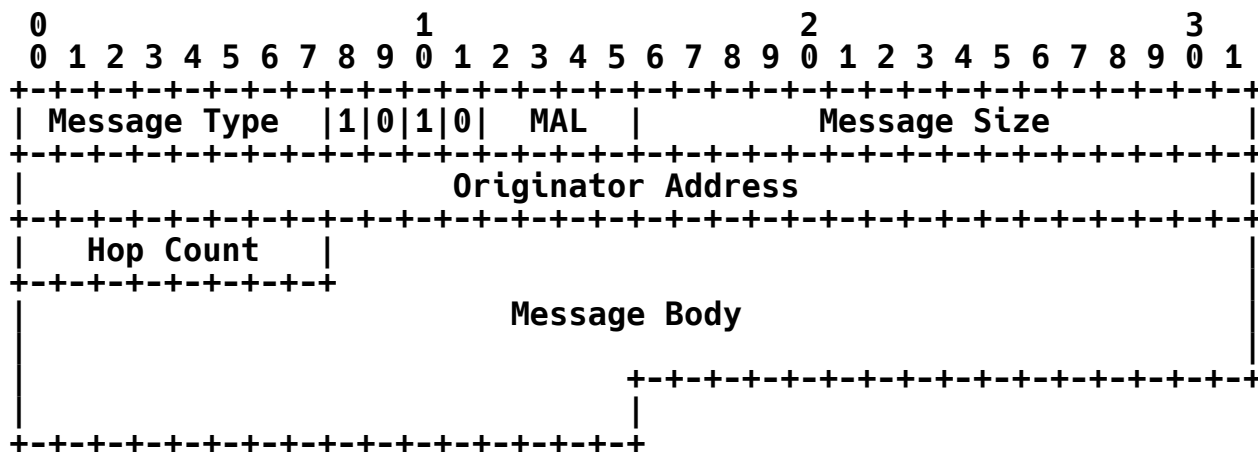 0                   1                   2                   3
 0 1 2 3 4 5 6 7 8 9 0 1 2 3 4 5 6 7 8 9 0 1 2 3 4 5 6 7 8 9 0 1
+-+-+-+-+-+-+-+-+-+-+-+-+-+-+-+-+-+-+-+-+-+-+-+-+-+-+-+-+-+-+-+-+
| Message Type  |1|0|1|0|  MAL  |         Message Size          |
+-+-+-+-+-+-+-+-+-+-+-+-+-+-+-+-+-+-+-+-+-+-+-+-+-+-+-+-+-+-+-+-+
|                      Originator Address                       |
+-+-+-+-+-+-+-+-+-+-+-+-+-+-+-+-+-+-+-+-+-+-+-+-+-+-+-+-+-+-+-+-+
|   Hop Count   |                                               |
+-+-+-+-+-+-+-+-+                                               |
|                         Message Body                          |
|                                                               |
|                               +-+-+-+-+-+-+-+-+-+-+-+-+-+-+-+-+
|                               |
+-+-+-+-+-+-+-+-+-+-+-+-+-+-+-+-+